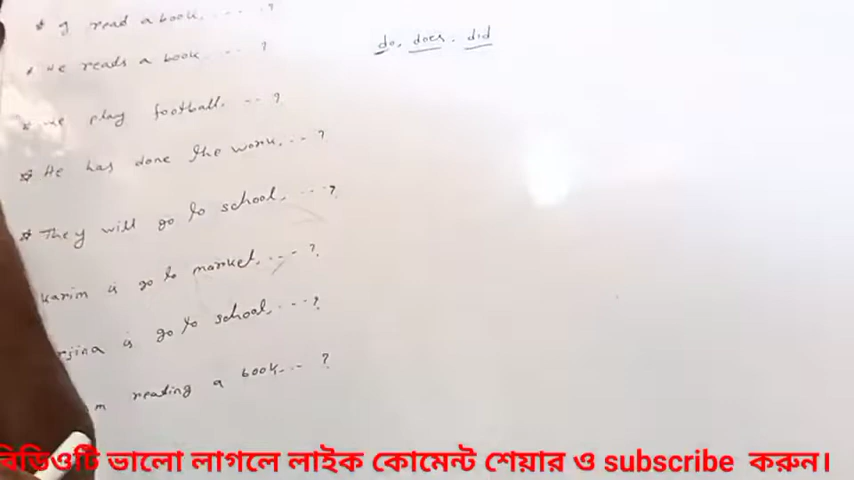 * I read a book, .... ?
* He reads a book .... ?
* We play football, ... ?
* He has done the work, ... ?
* They will go to school, .... ?
karim is go to market, .... ?
is go to school, .... ?
reating a book ... ?
do, does. did
বিডিওটি ভালো লাগলে লাইক কোমেন্ট শেয়ার ও subscribe করুন।